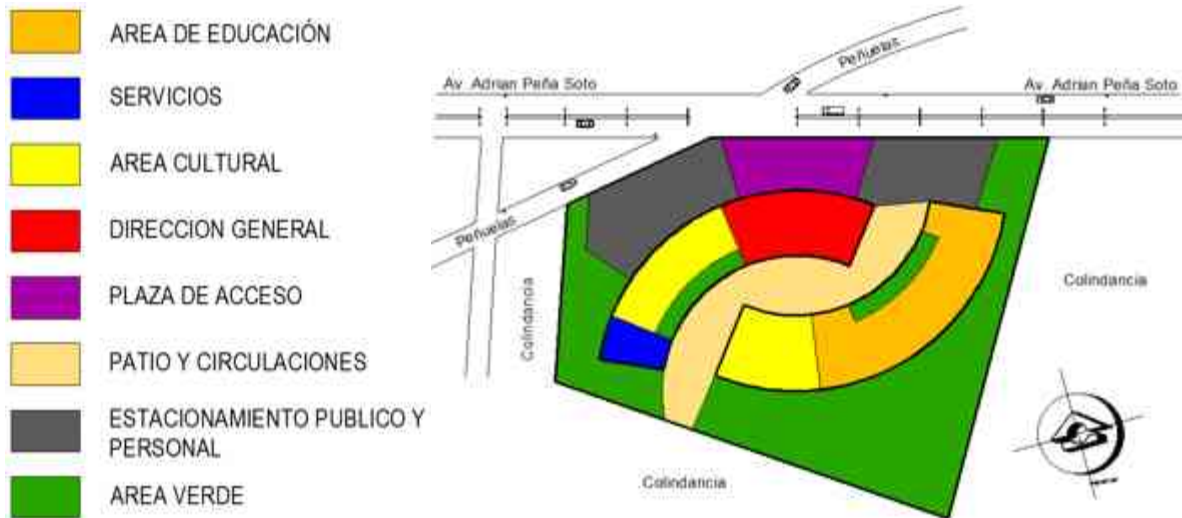 AREA DE EDUCACIÓN
SERVICIOS
AREA CULTURAL
DIRECCION GENERAL
PLAZA DE ACCESO
PATIO Y CIRCULACIONES
ESTACIONAMIENTO PUBLICO Y
PERSONAL
AREA VERDE
Peñuelas
Av. Adrian Peña Soto
Av. Adrian Peña Soto
Peñuelas
Colindancia
Colindancia
Colindancia